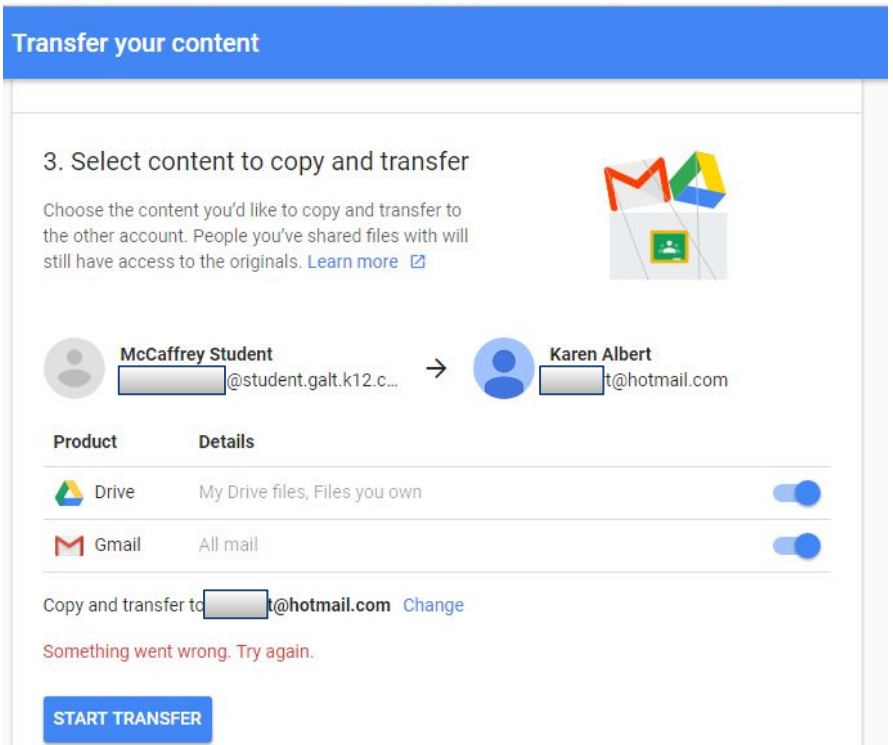 Transfer your content
3. Select content to copy and transfer
Choose the content you'd like to copy and transfer to
the other account. People you've shared files with will
still have access to the originals. Learn more
McCaffrey Student
@student.galt.k12.c...
Karen Albert
t@hotmail.com
Product Details
Drive My Drive files, Files you own
Gmail All mail
Copy and transfer to t@hotmail.com Change
Something went wrong. Try again.
START TRANSFER